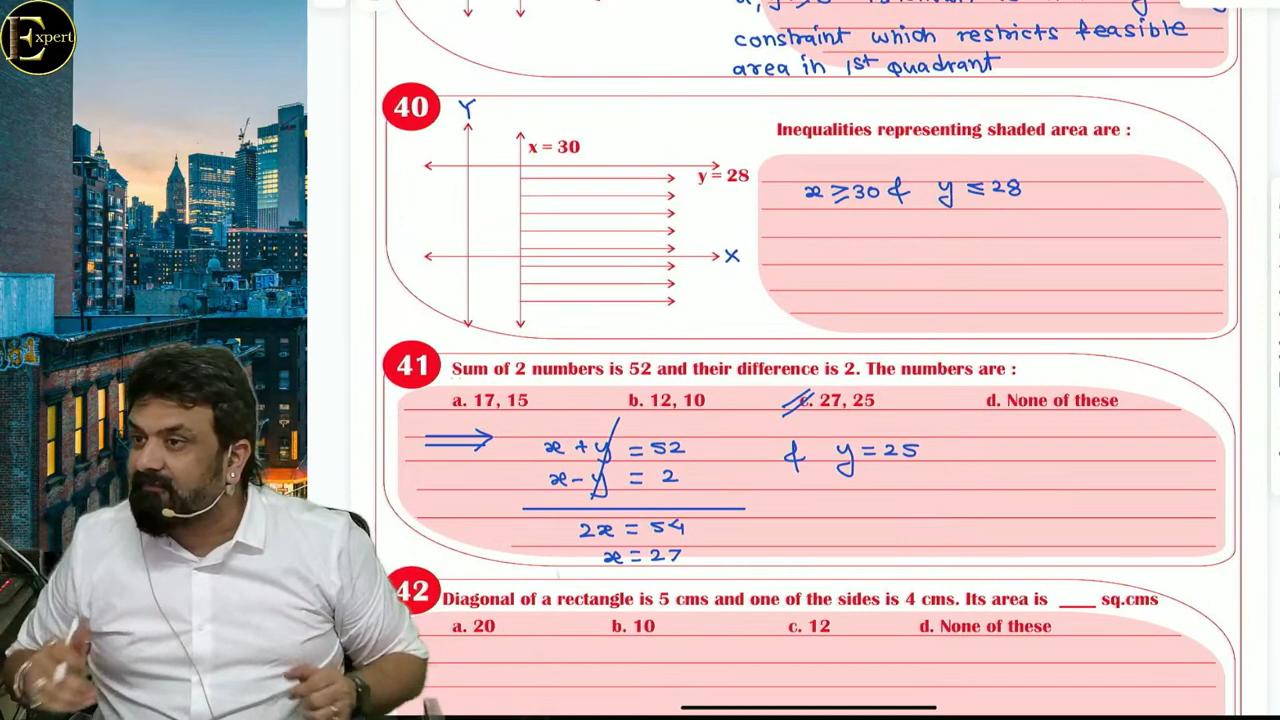 Expert
constraint which restricts feasible
area in 1st quadrant
40
Y
x = 30
y = 28
X
Inequalities representing shaded area are :
x ≥ 30 & y ≤ 28
41 Sum of 2 numbers is 52 and their difference is 2. The numbers are :
a. 17, 15 b. 12, 10 c. 27, 25 d. None of these
x + y = 52 & y = 25
x - y = 2
2x = 54
x = 27
42 Diagonal of a rectangle is 5 cms and one of the sides is 4 cms. Its area is ____ sq.cms
a. 20 b. 10 c. 12 d. None of these